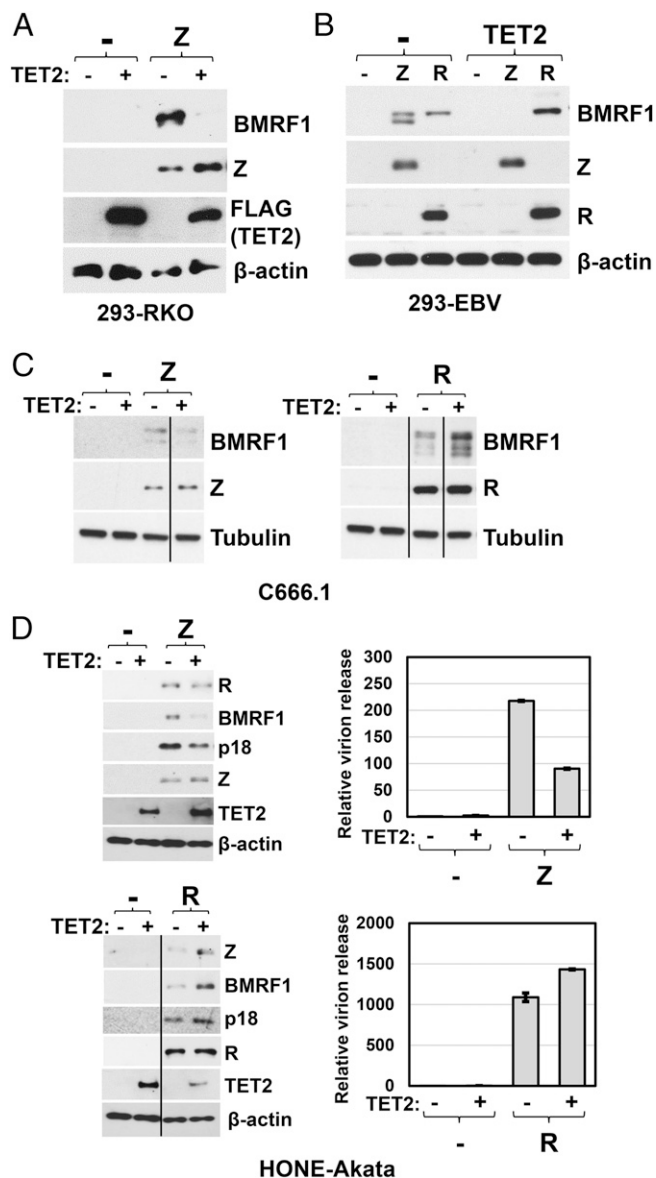 A
- Z
TET2: - + - +
BMRF1
Z
FLAG
(TET2)
β-actin
293-RKO
B
- TET2
- Z R - Z R
BMRF1
Z
R
β-actin
293-EBV
C
- Z
TET2: - + - +
BMRF1
Z
Tubulin
- R
TET2: - + - +
BMRF1
R
Tubulin
C666.1
D
- Z
TET2: - + - +
R
BMRF1
p18
Z
TET2
β-actin
Relative virion release
300
250
200
150
100
50
0
TET2: - + - +
- Z
- R
TET2: - + - +
Z
BMRF1
p18
R
TET2
β-actin
Relative virion release
2000
1500
1000
500
0
TET2: - + - +
- R
HONE-Akata